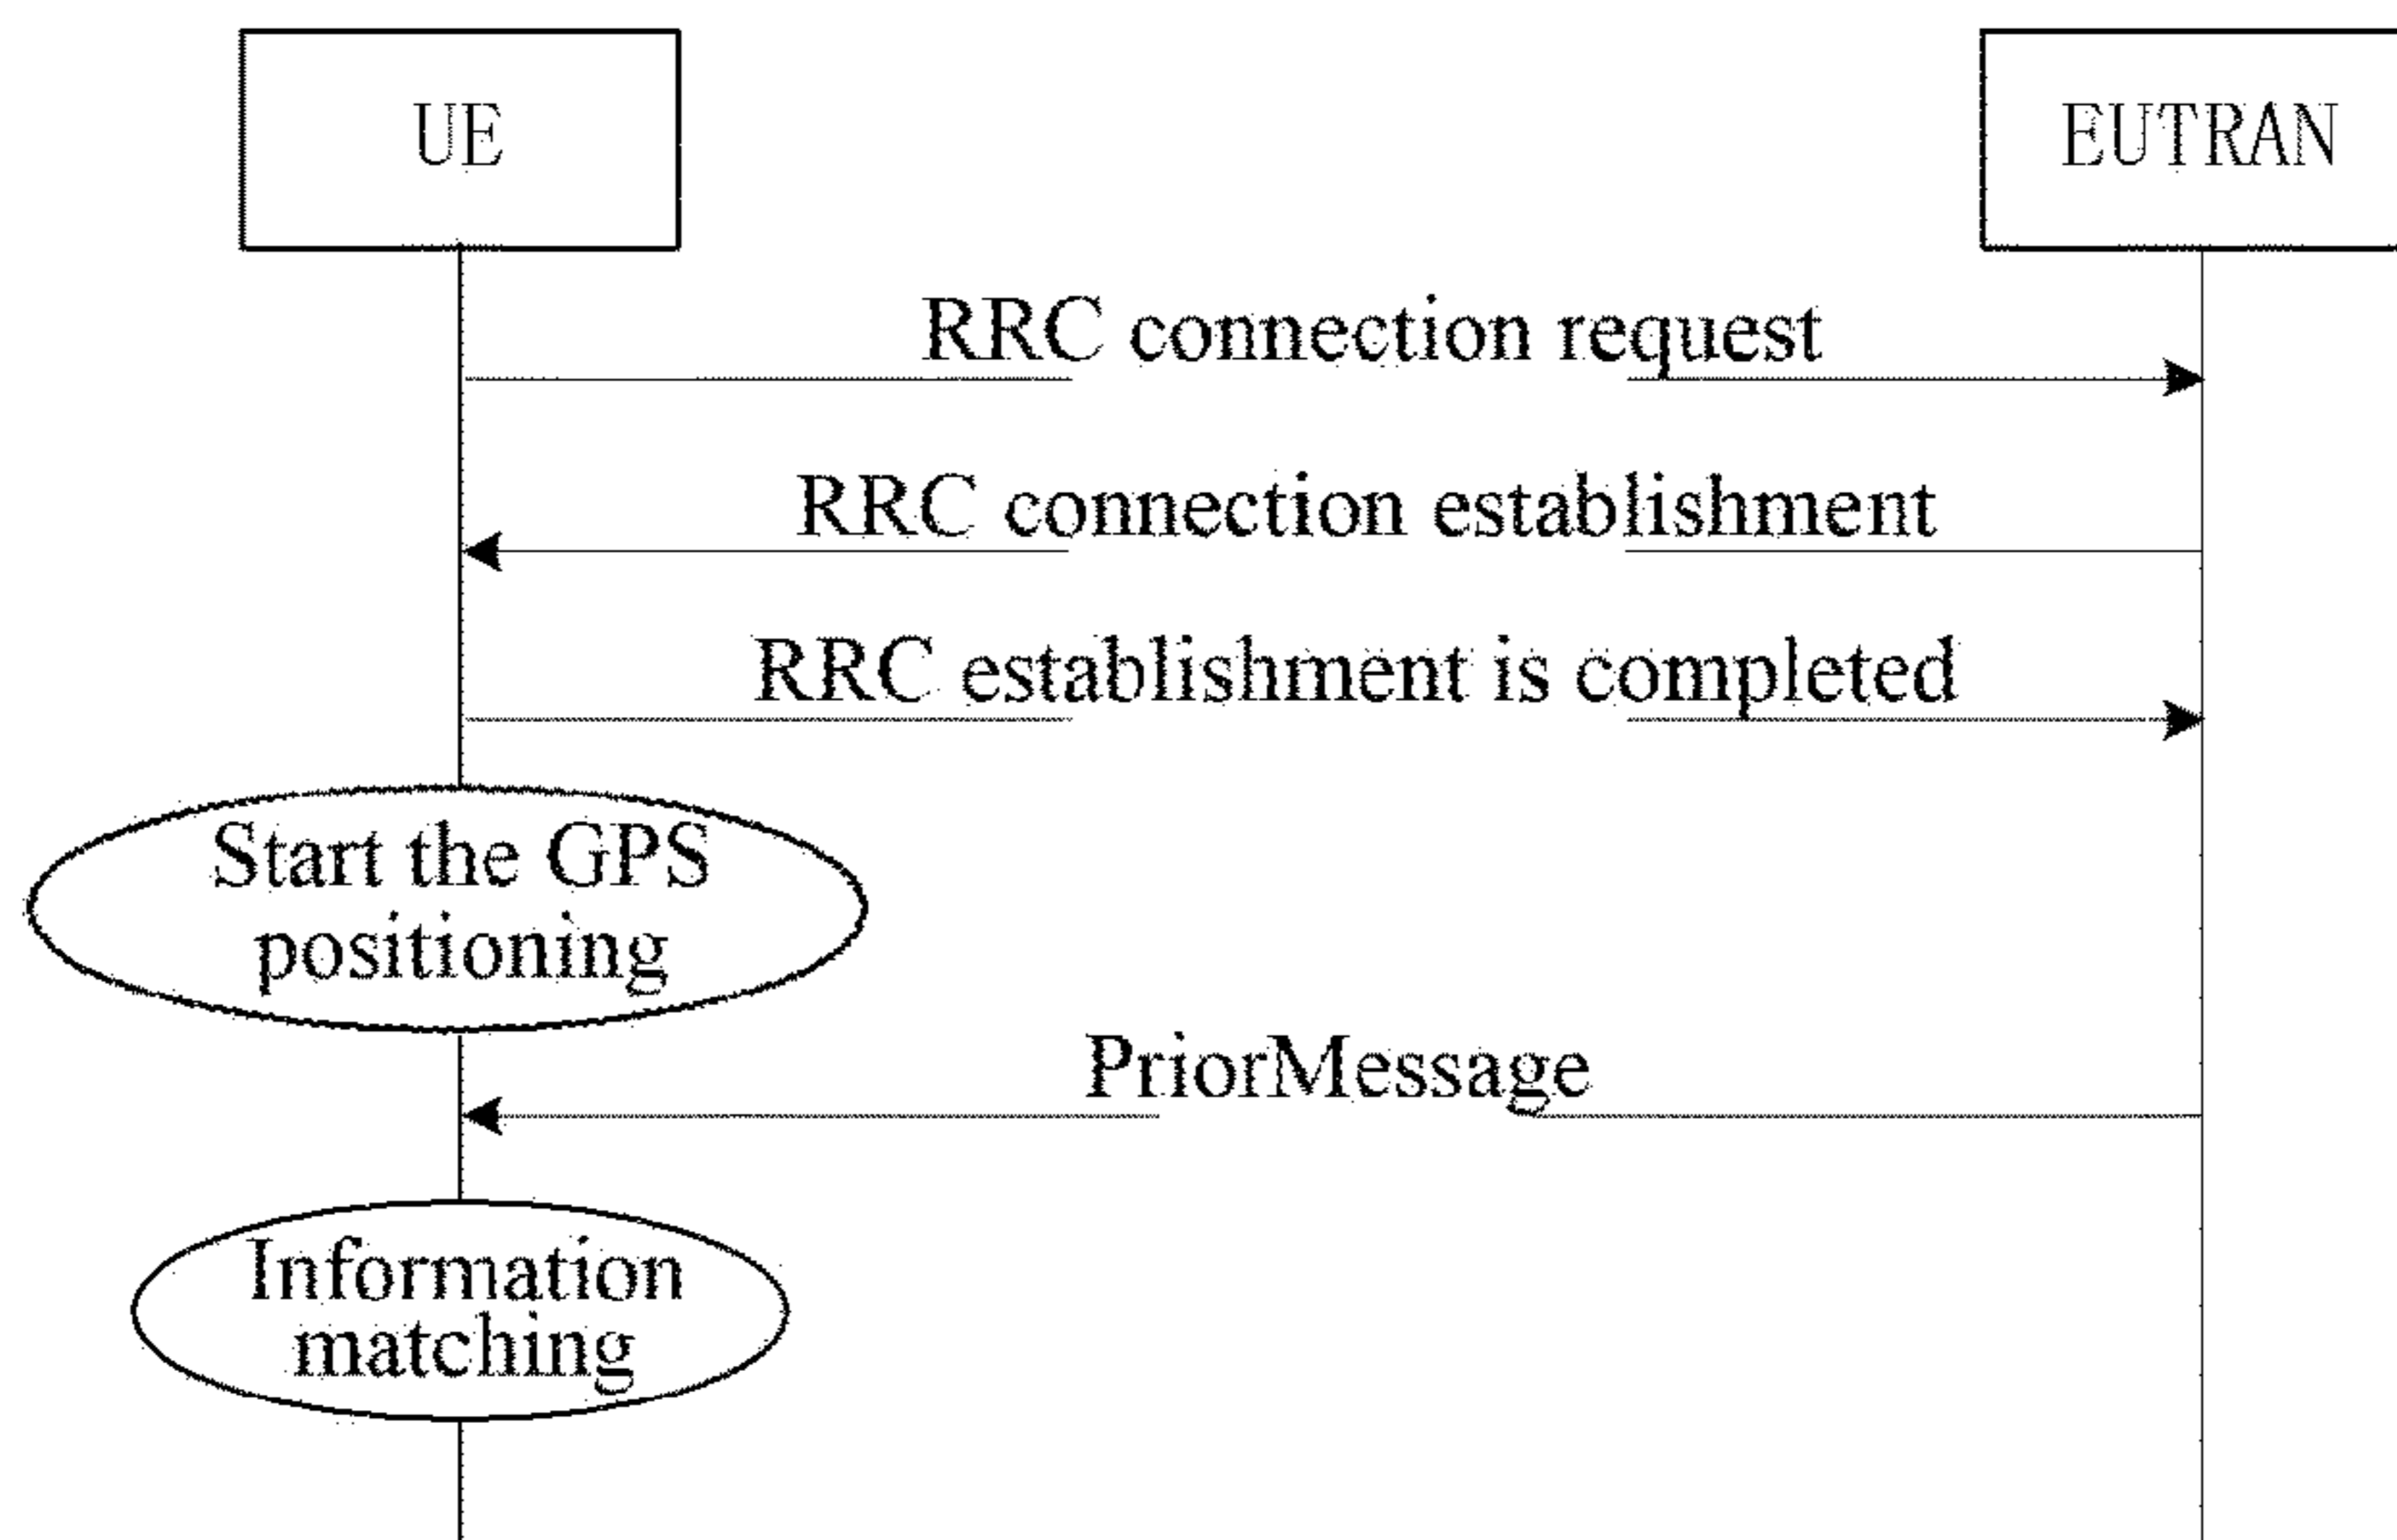 UE
EUTRAN
RRC connection request
RRC connection establishment
RRC establishment is completed
Start the GPS
positioning
PriorMessage
Information
matching